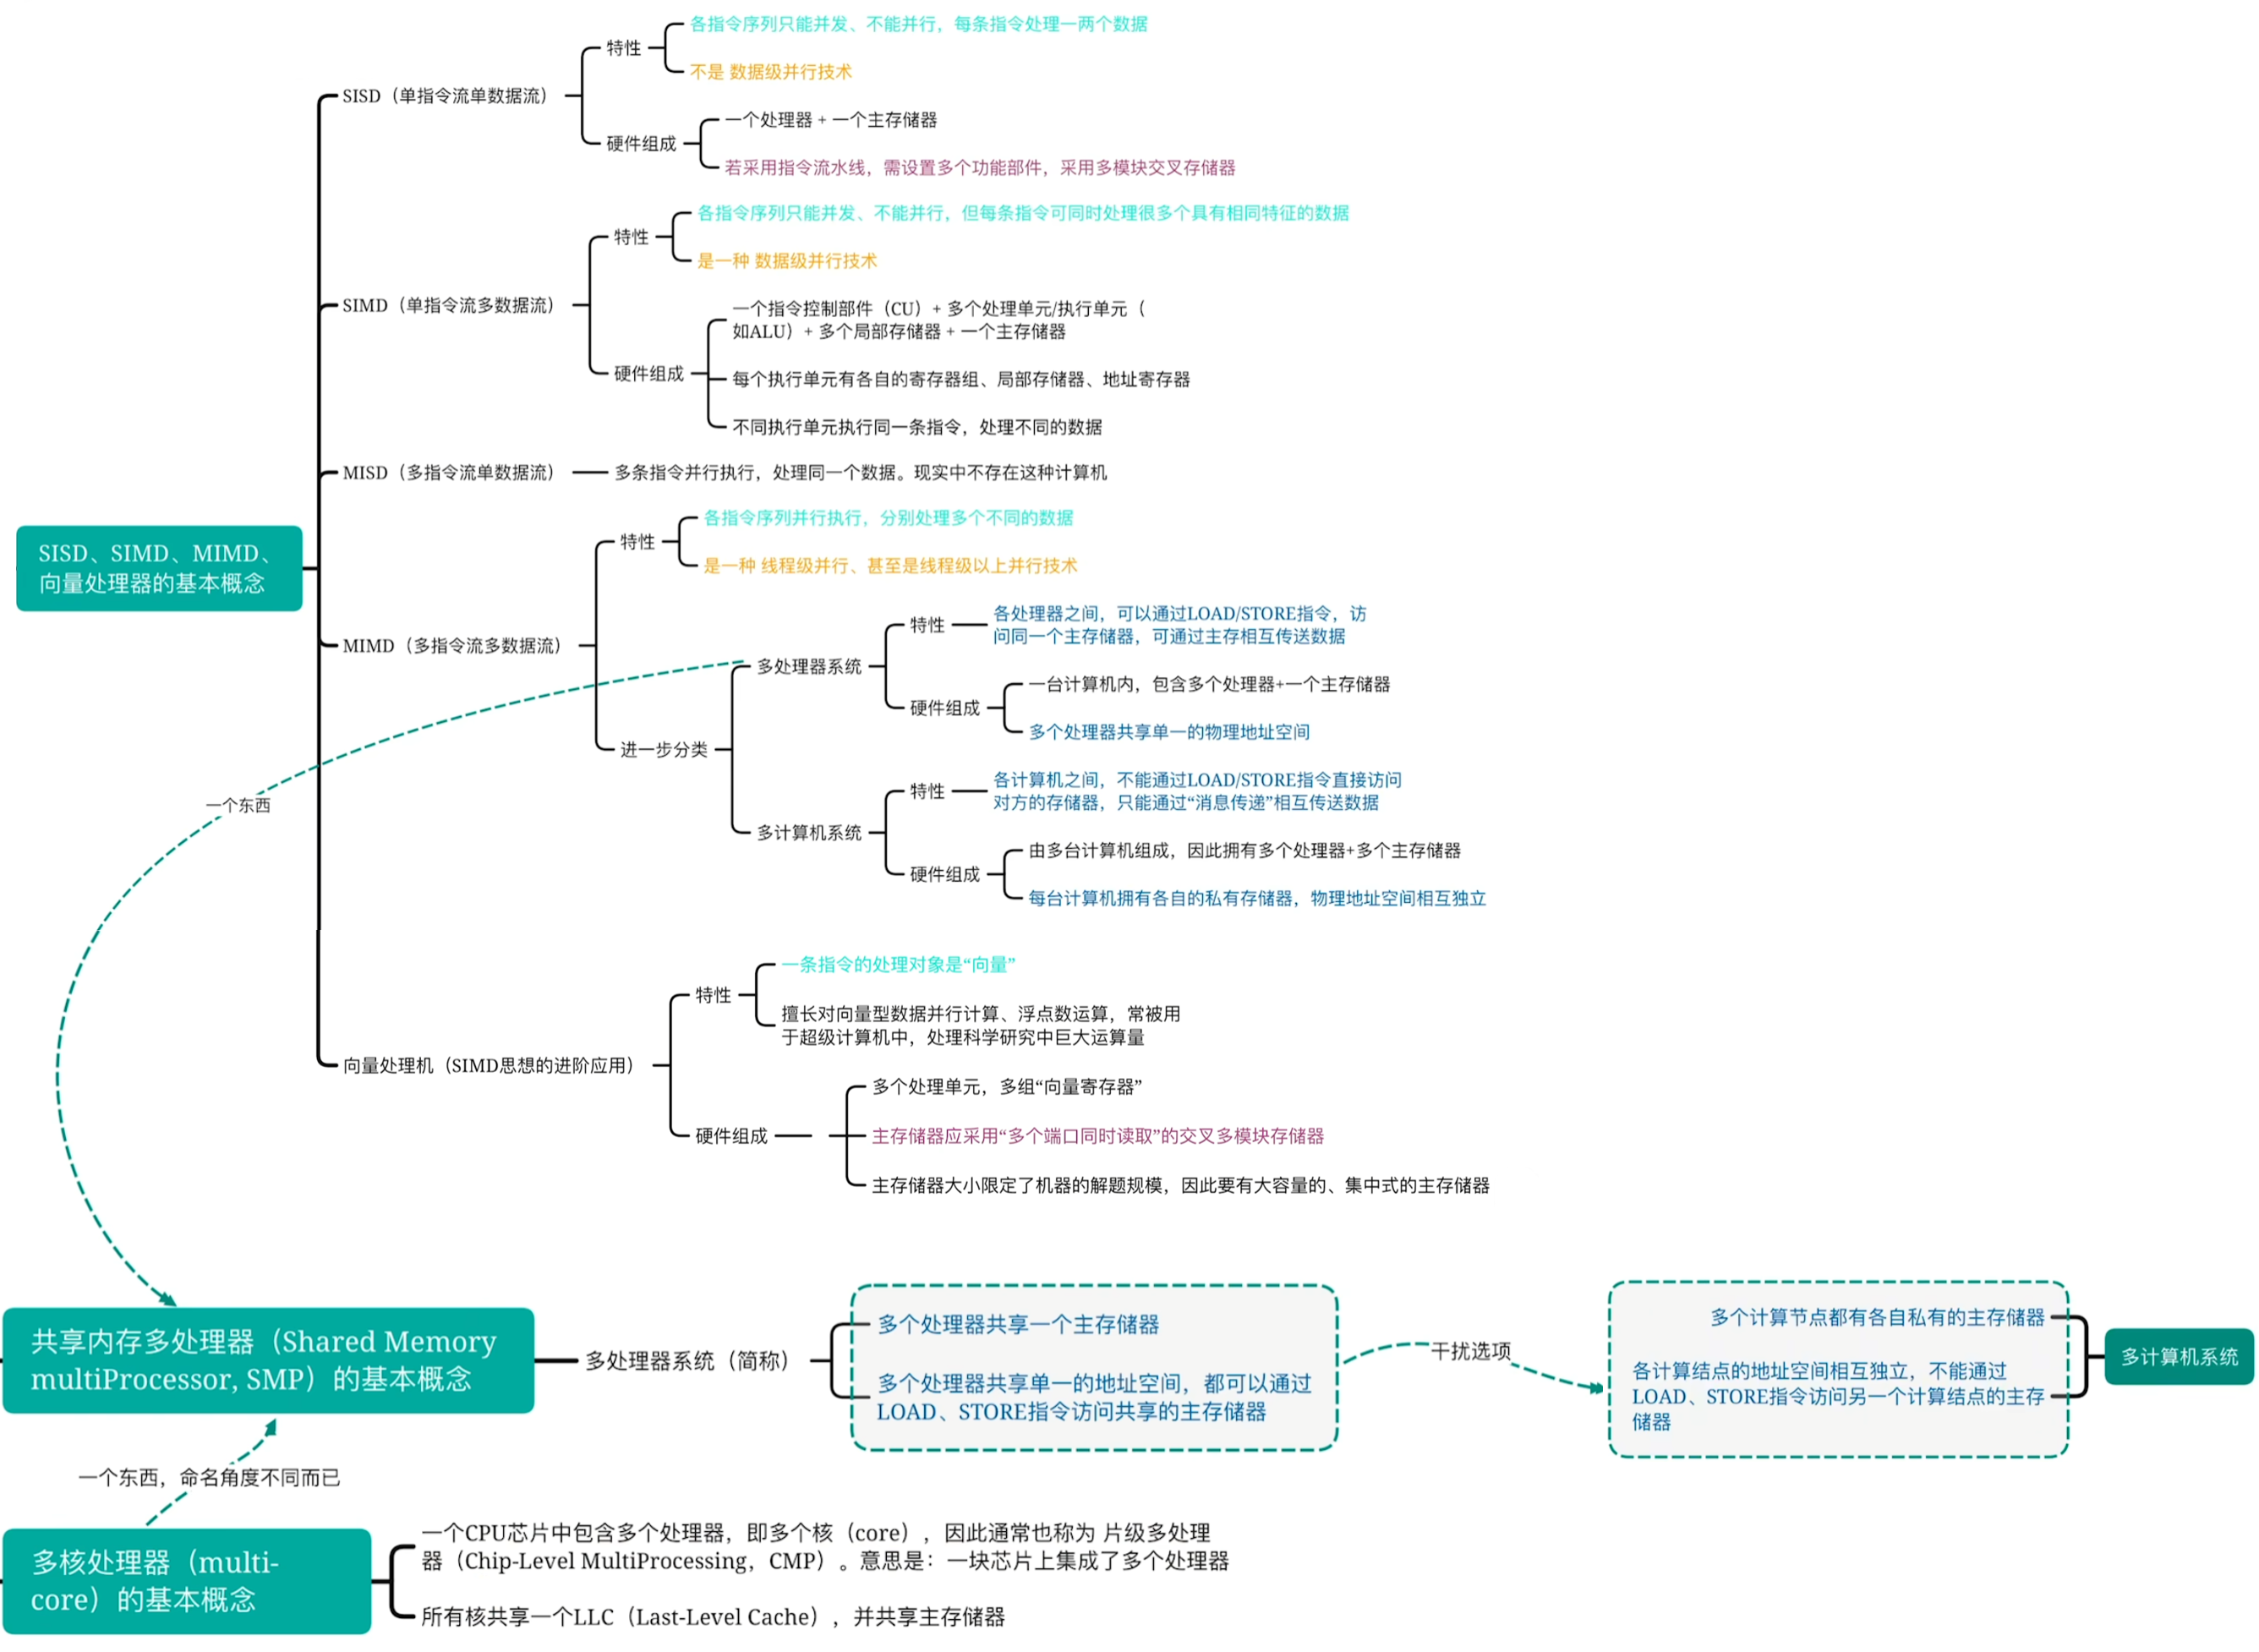 SISD、SIMD、MIMD、
向量处理器的基本概念
SISD（单指令流单数据流）
特性
各指令序列只能并发、不能并行，每条指令处理一两个数据
不是 数据级并行技术
硬件组成
一个处理器 + 一个主存储器
若采用指令流水线，需设置多个功能部件，采用多模块交叉存储器
SIMD（单指令流多数据流）
特性
各指令序列只能并发、不能并行，但每条指令可同时处理很多个具有相同特征的数据
是一种 数据级并行技术
硬件组成
一个指令控制部件（CU）+ 多个处理单元/执行单元（
如ALU）+ 多个局部存储器 + 一个主存储器
每个执行单元有各自的寄存器组、局部存储器、地址寄存器
不同执行单元执行同一条指令，处理不同的数据
MISD（多指令流单数据流）
多条指令并行执行，处理同一个数据。现实中不存在这种计算机
MIMD（多指令流多数据流）
特性
各指令序列并行执行，分别处理多个不同的数据
是一种 线程级并行、甚至是线程级以上并行技术
进一步分类
多处理器系统
特性
各处理器之间，可以通过LOAD/STORE指令，访
问同一个主存储器，可通过主存相互传送数据
硬件组成
一台计算机内，包含多个处理器+一个主存储器
多个处理器共享单一的物理地址空间
多计算机系统
特性
各计算机之间，不能通过LOAD/STORE指令直接访问
对方的存储器，只能通过“消息传递”相互传送数据
硬件组成
由多台计算机组成，因此拥有多个处理器+多个主存储器
每台计算机拥有各自的私有存储器，物理地址空间相互独立
一个东西
向量处理机（SIMD思想的进阶应用）
特性
一条指令的处理对象是“向量”
擅长对向量型数据并行计算、浮点数运算，常被用
于超级计算机中，处理科学研究中巨大运算量
硬件组成
多个处理单元，多组“向量寄存器”
主存储器应采用“多个端口同时读取”的交叉多模块存储器
主存储器大小限定了机器的解题规模，因此要有大容量的、集中式的主存储器
共享内存多处理器（Shared Memory
multiProcessor, SMP）的基本概念
多处理器系统（简称）
多个处理器共享一个主存储器
多个处理器共享单一的地址空间，都可以通过
LOAD、STORE指令访问共享的主存储器
干扰选项
多个计算节点都有各自私有的主存储器
各计算结点的地址空间相互独立，不能通过
LOAD、STORE指令访问另一个计算结点的主存
储器
多计算机系统
一个东西，命名角度不同而已
多核处理器（multi-
core）的基本概念
一个CPU芯片中包含多个处理器，即多个核（core），因此通常也称为 片级多处理
器（Chip-Level MultiProcessing，CMP）。意思是：一块芯片上集成了多个处理器
所有核共享一个LLC（Last-Level Cache），并共享主存储器